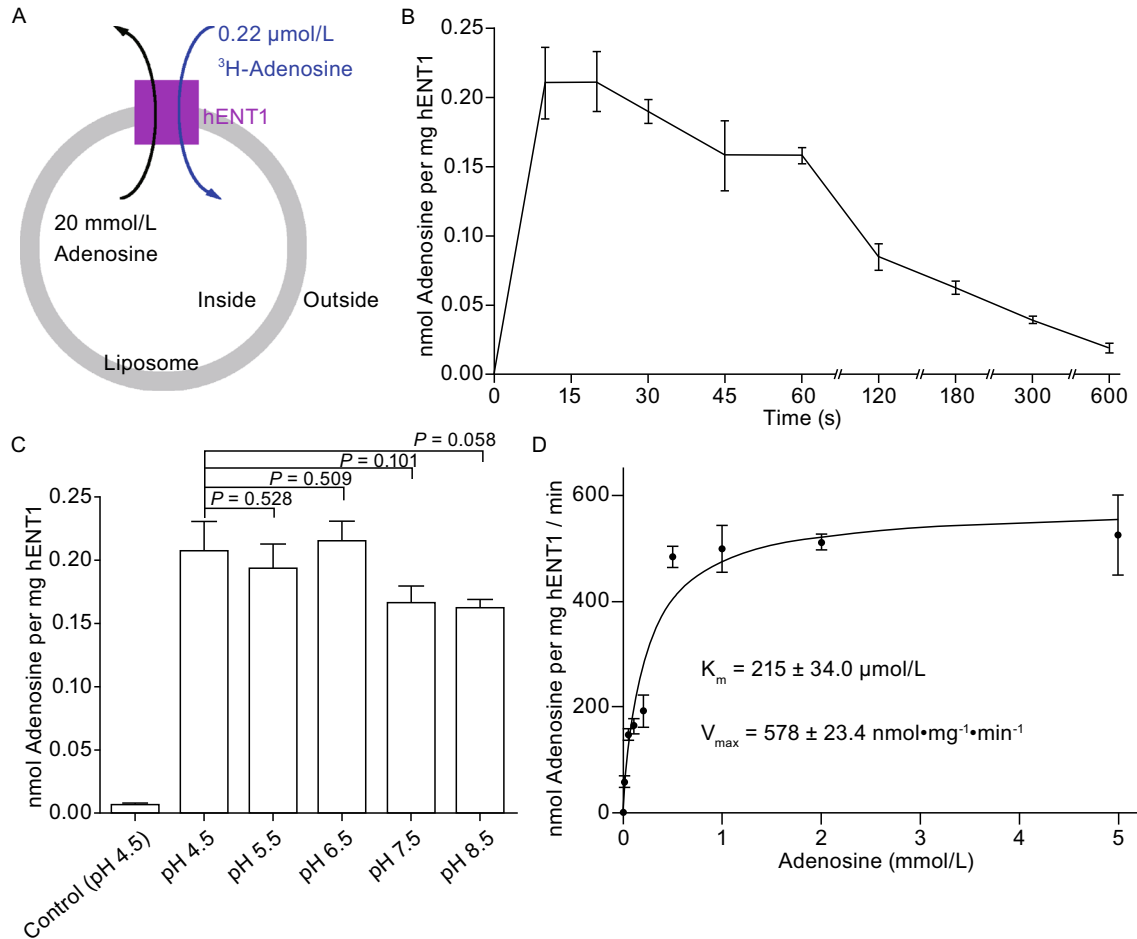 A
0.22 µmol/L
³H-Adenosine
hENT1
20 mmol/L
Adenosine
Inside
Outside
Liposome
B
nmol Adenosine per mg hENT1
0.25
0.20
0.15
0.10
0.05
0.00
0 15 30 45 60 120 180 300 600
Time (s)
C
P = 0.058
P = 0.101
P = 0.509
P = 0.528
nmol Adenosine per mg hENT1
0.25
0.20
0.15
0.10
0.05
0.00
Control (pH 4.5)
pH 4.5
pH 5.5
pH 6.5
pH 7.5
pH 8.5
D
nmol Adenosine per mg hENT1 / min
600
400
200
0
Kₘ = 215 ± 34.0 µmol/L
Vmax = 578 ± 23.4 nmol•mg⁻¹•min⁻¹
0 1 2 3 4 5
Adenosine (mmol/L)